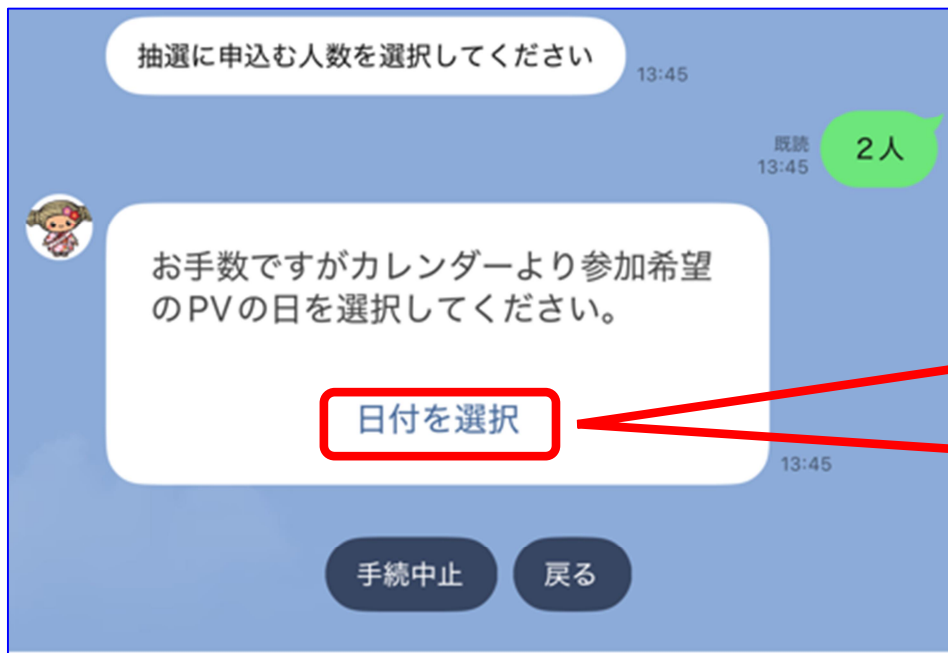 抽選に申込む人数を選択してください
13:45
既読
13:45
2人
お手数ですがカレンダーより参加希望
のPVの日を選択してください。
日付を選択
13:45
手続中止
戻る